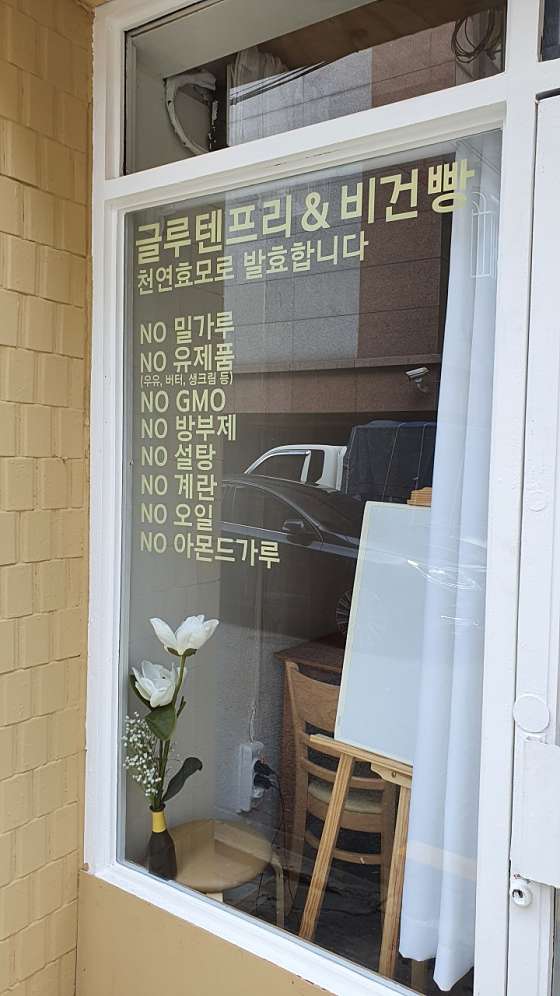 글루텐프리 & 비건 빵
천연효모로 발효합니다
NO 밀가루
NO 유제품
(우유, 버터, 생크림 등)
NO GMO
NO 방부제
NO 설탕
NO 계란
NO 오일
NO 아몬드가루